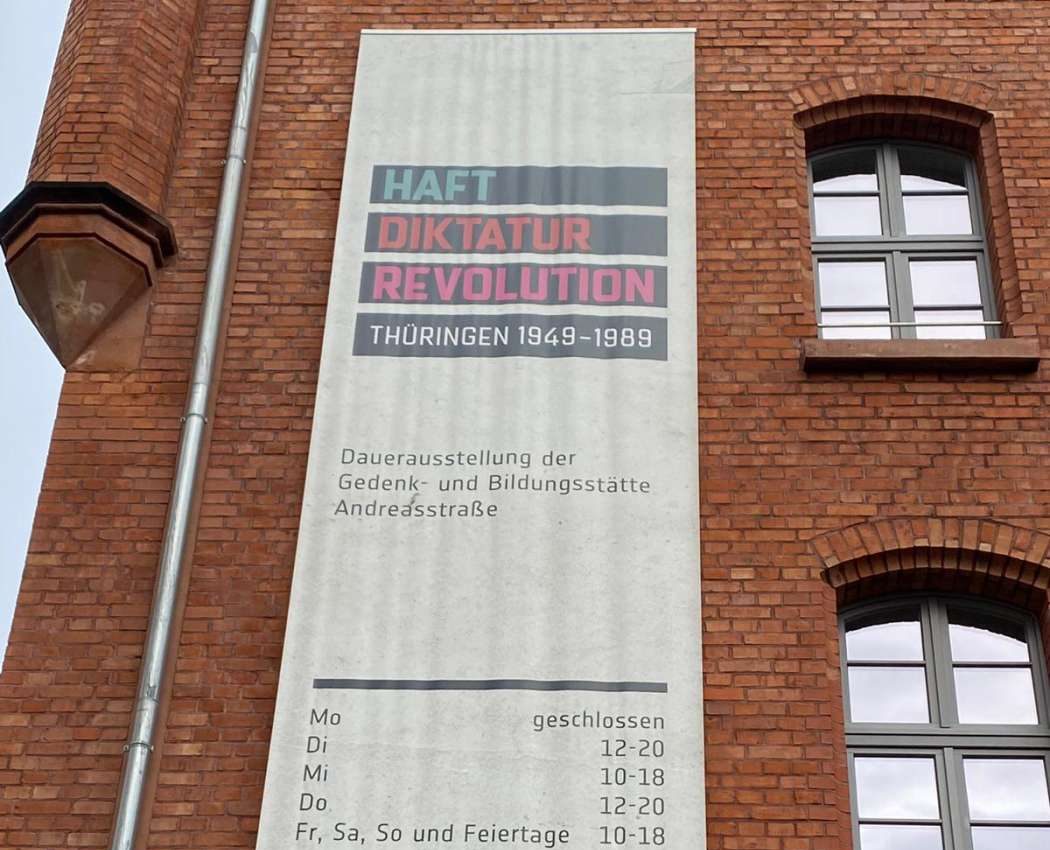 HAFT
DIKTATUR
REVOLUTION
THÜRINGEN 1949–1989
Dauerausstellung der
Gedenk- und Bildungsstätte
Andreasstraße
Mo geschlossen
Di 12-20
Mi 10-18
Do 12-20
Fr, Sa, So und Feiertage 10-18